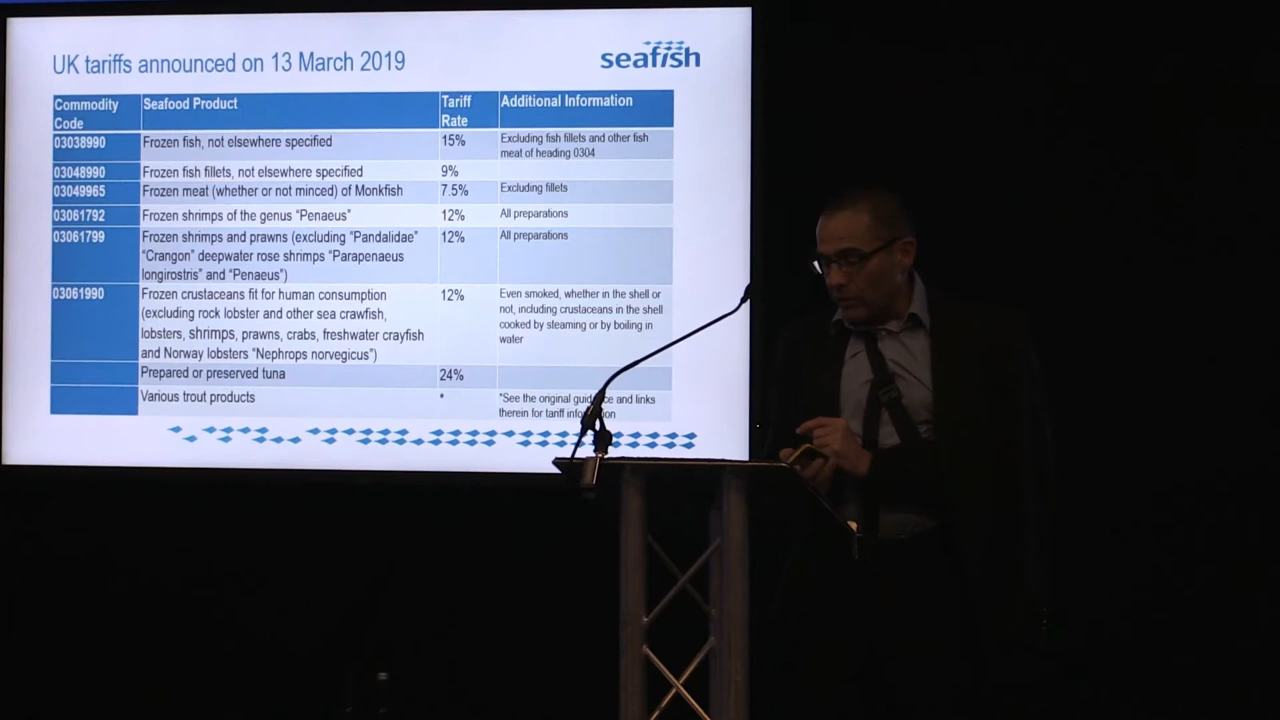 UK tariffs announced on 13 March 2019
seafish
Commodity Seafood Product Tariff Additional Information
Code Rate
03038990 Frozen fish, not elsewhere specified 15% Excluding fish fillets and other fish
meat of heading 0304
03048990 Frozen fish fillets, not elsewhere specified 9%
03049965 Frozen meat (whether or not minced) of Monkfish 7.5% Excluding fillets
03061792 Frozen shrimps of the genus “Penaeus” 12% All preparations
03061799 Frozen shrimps and prawns (excluding “Pandalidae” 12% All preparations
“Crangon” deepwater rose shrimps “Parapenaeus
longirostris” and “Penaeus”)
03061990 Frozen crustaceans fit for human consumption 12% Even smoked, whether in the shell or
(excluding rock lobster and other sea crawfish, not, including crustaceans in the shell
lobsters, shrimps, prawns, crabs, freshwater crayfish cooked by steaming or by boiling in
and Norway lobsters “Nephrops norvegicus”) water
Prepared or preserved tuna 24%
Various trout products * *See the original and links
therein for tariff